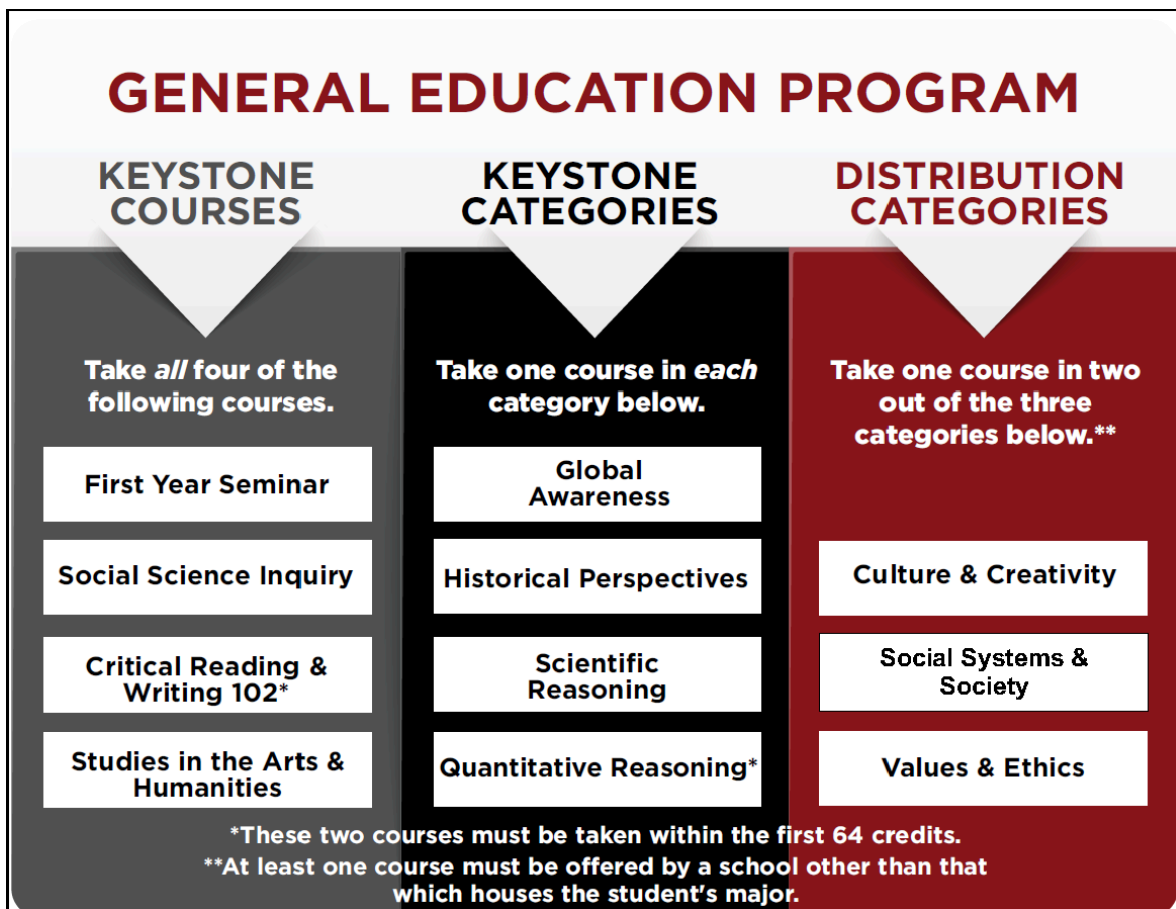 GENERAL EDUCATION PROGRAM
KEYSTONE
COURSES
Take all four of the
following courses.
First Year Seminar
Social Science Inquiry
Critical Reading &
Writing 102*
Studies in the Arts &
Humanities
KEYSTONE
CATEGORIES
Take one course in each
category below.
Global
Awareness
Historical Perspectives
Scientific
Reasoning
Quantitative Reasoning*
DISTRIBUTION
CATEGORIES
Take one course in two
out of the three
categories below.**
Culture & Creativity
Social Systems &
Society
Values & Ethics
*These two courses must be taken within the first 64 credits.
**At least one course must be offered by a school other than that
which houses the student's major.